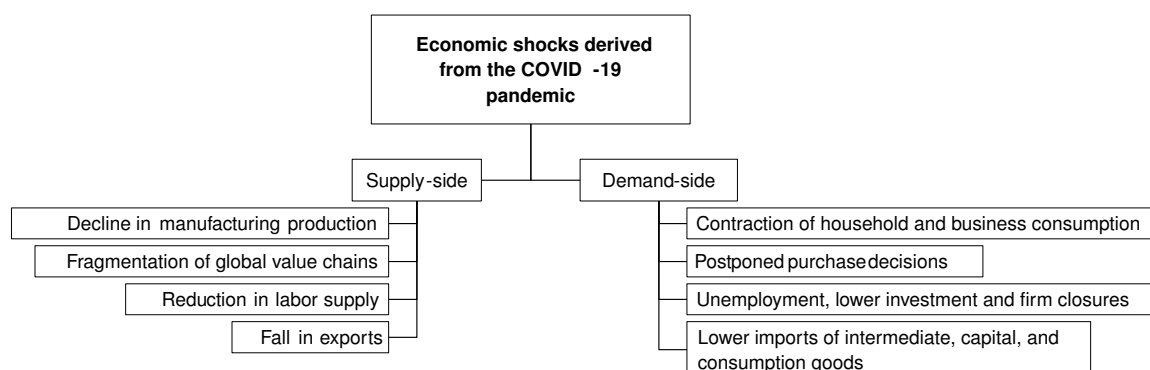 Economic shocks derived
from the COVID -19
pandemic
Supply-side
Demand-side
Decline in manufacturing production
Fragmentation of global value chains
Reduction in labor supply
Fall in exports
Contraction of household and business consumption
Postponed purchase decisions
Unemployment, lower investment and firm closures
Lower imports of intermediate, capital, and
consumption goods